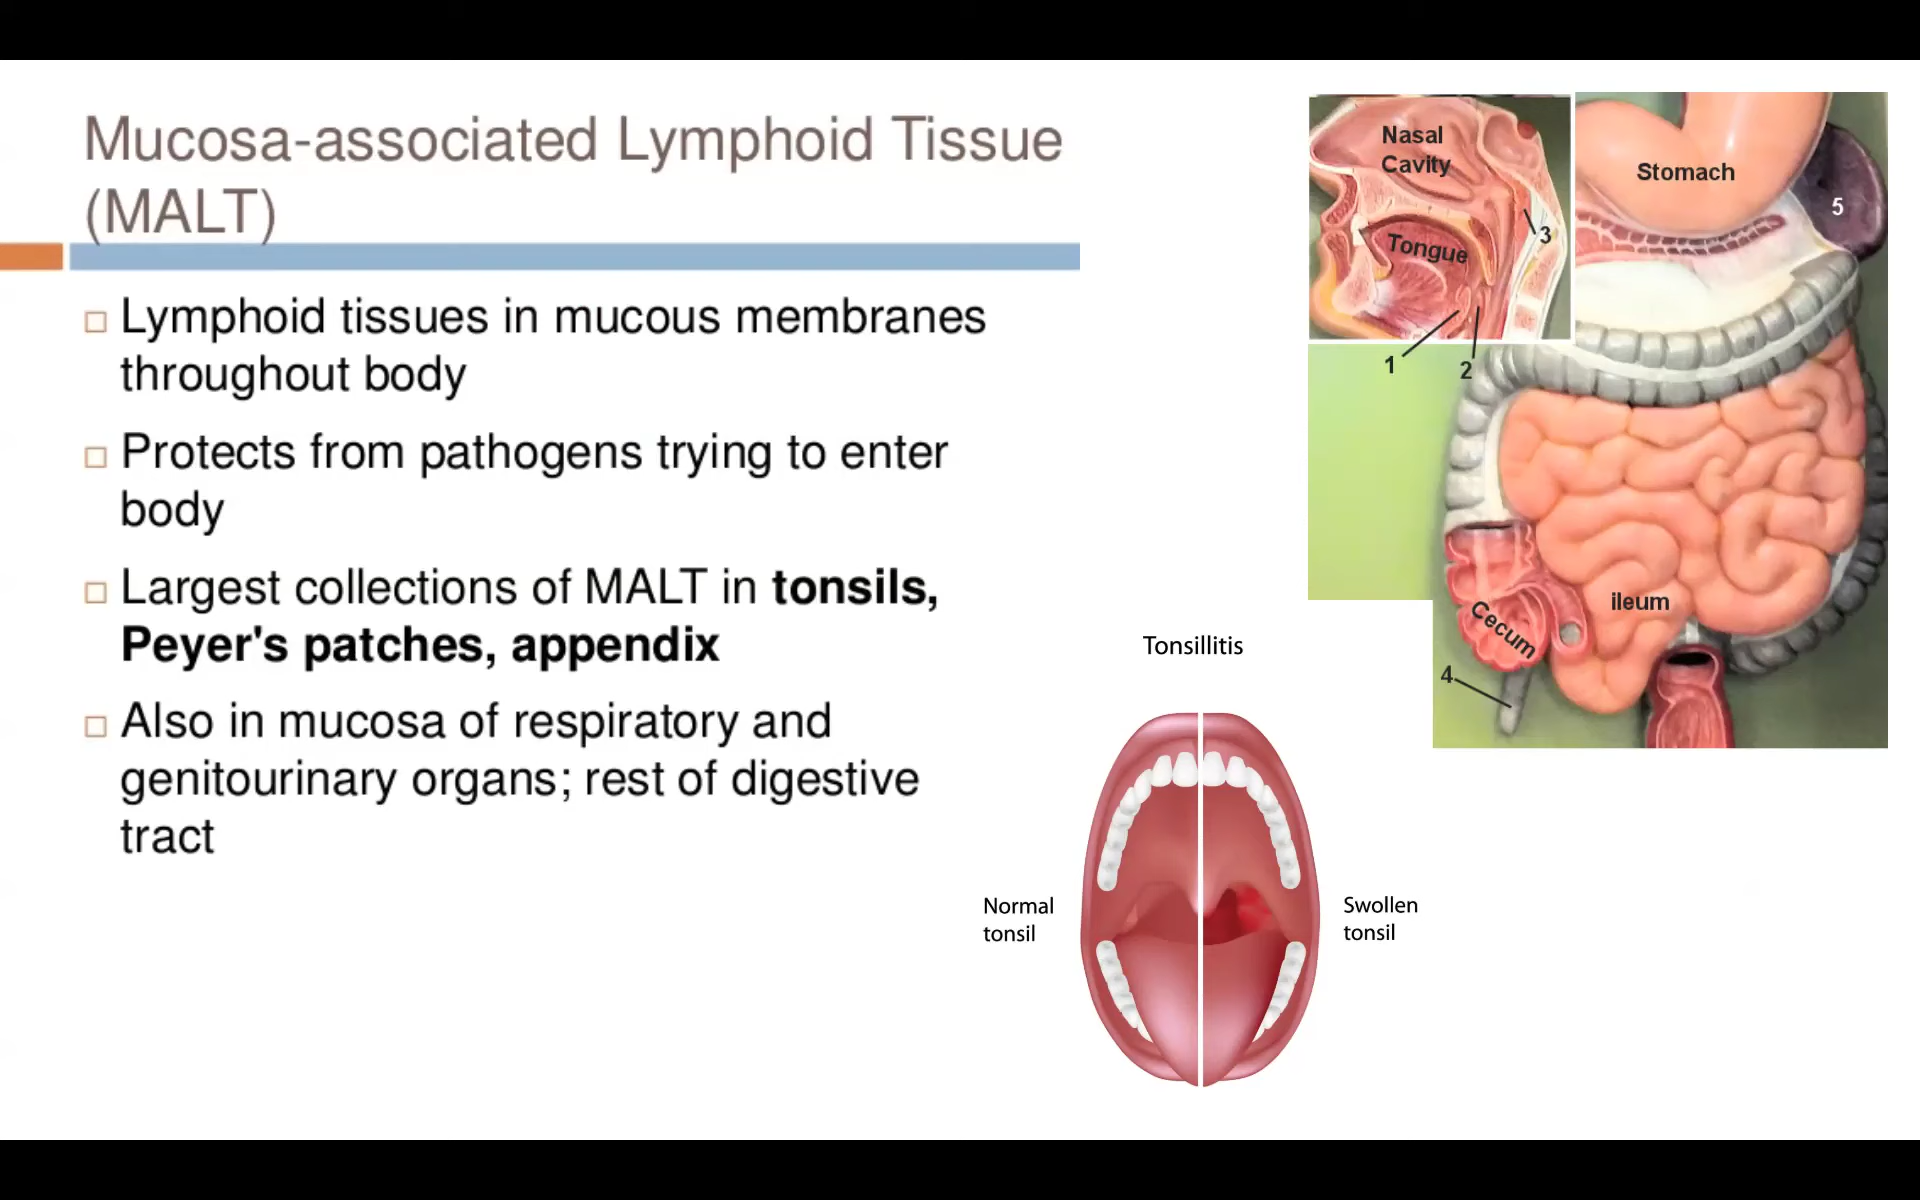 Mucosa-associated Lymphoid Tissue
(MALT)
Lymphoid tissues in mucous membranes
throughout body
Protects from pathogens trying to enter
body
Largest collections of MALT in tonsils,
Peyer's patches, appendix
Also in mucosa of respiratory and
genitourinary organs; rest of digestive
tract
Nasal
Cavity
Tongue
3
1
2
Stomach
5
ileum
Cecum
4
Tonsillitis
Normal
tonsil
Swollen
tonsil